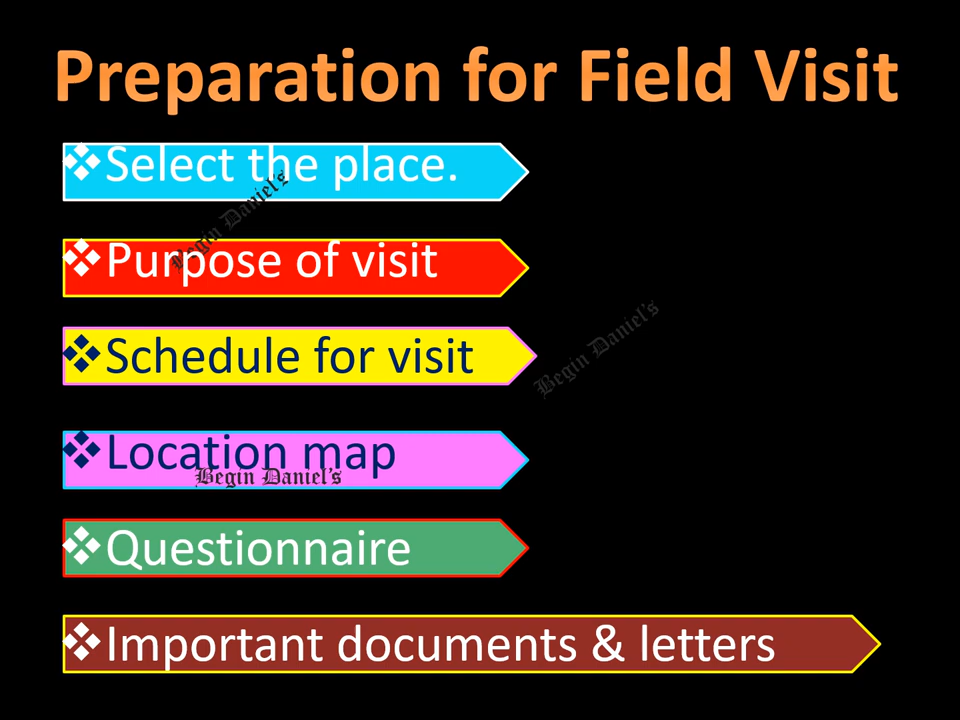 Preparation for Field Visit
❖Select the place.
Begin Daniel's
❖Purpose of visit
❖Schedule for visit
Begin Daniel's
❖Location map
Begin Daniel's
❖Questionnaire
❖Important documents & letters